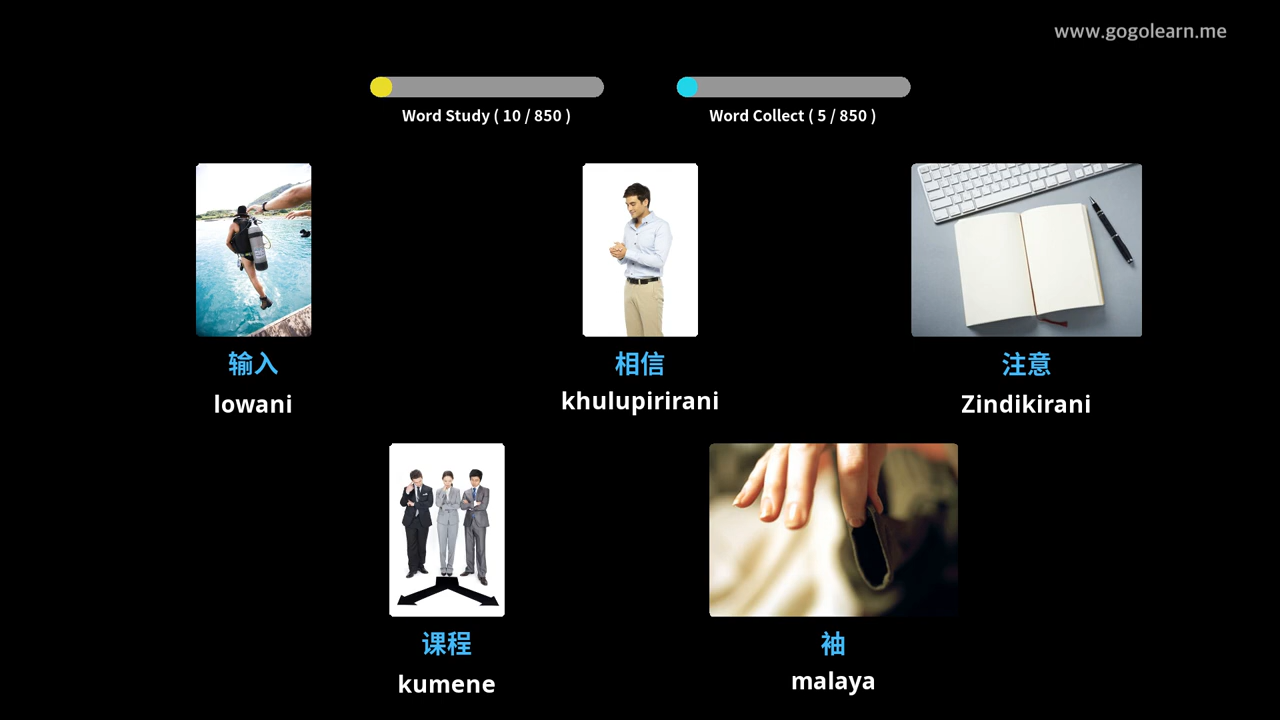 www.gogolearn.me
Word Study ( 10 / 850 )
Word Collect ( 5 / 850 )
输入
lowani
相信
khulupirirani
注意
Zindikirani
课程
kumene
袖
malaya